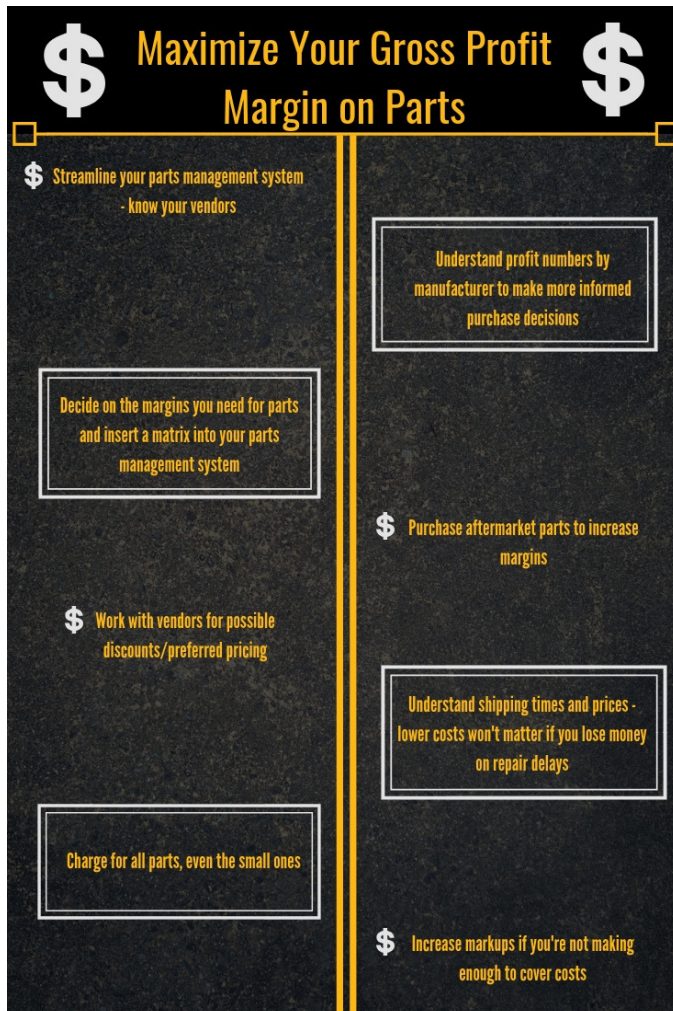 $ Maximize Your Gross Profit $
Margin on Parts
$ Streamline your parts management system
- know your vendors
Understand profit numbers by
manufacturer to make more informed
purchase decisions
Decide on the margins you need for parts
and insert a matrix into your parts
management system
$ Purchase aftermarket parts to increase
margins
$ Work with vendors for possible
discounts/preferred pricing
Understand shipping times and prices -
lower costs won't matter if you lose money
on repair delays
Charge for all parts, even the small ones
$ Increase markups if you're not making
enough to cover costs